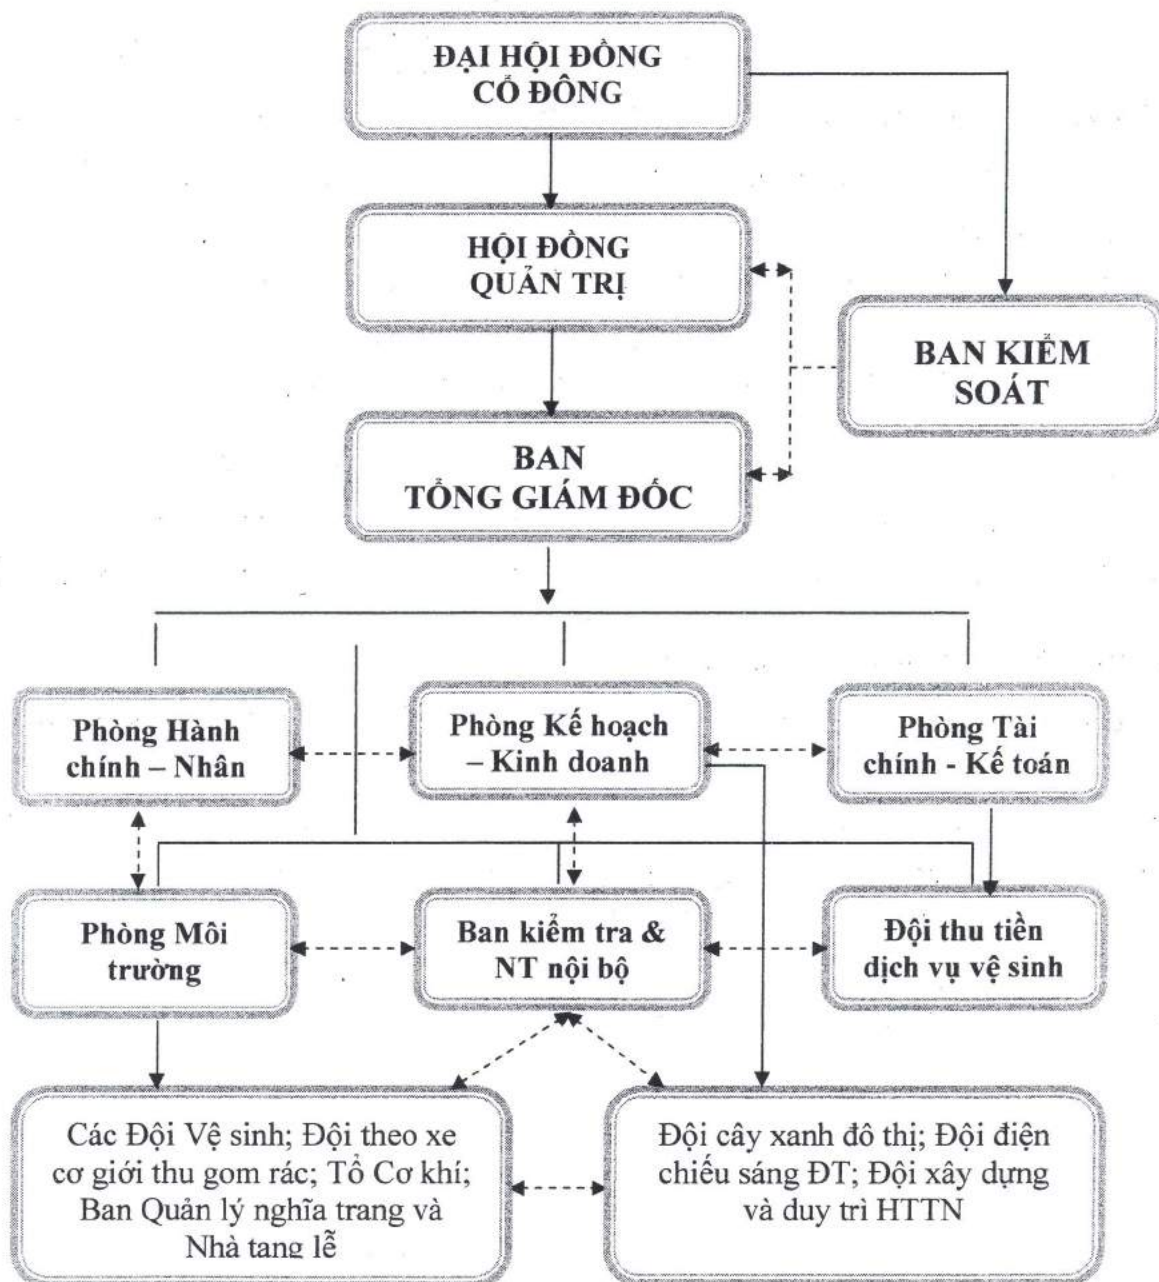 ĐẠI HỘI ĐỒNG
CỔ ĐÔNG
HỘI ĐỒNG
QUẢN TRỊ
BAN KIỂM
SOÁT
BAN
TỔNG GIÁM ĐỐC
Phòng Hành
chính – Nhân
Phòng Kế hoạch
– Kinh doanh
Phòng Tài
chính - Kế toán
Phòng Môi
trường
Ban kiểm tra &
NT nội bộ
Đội thu tiền
dịch vụ vệ sinh
Các Đội Vệ sinh; Đội theo xe
cơ giới thu gom rác; Tổ Cơ khí;
Ban Quản lý nghĩa trang và
Nhà tang lễ
Đội cây xanh đô thị; Đội điện
chiếu sáng ĐT; Đội xây dựng
và duy trì HTTN